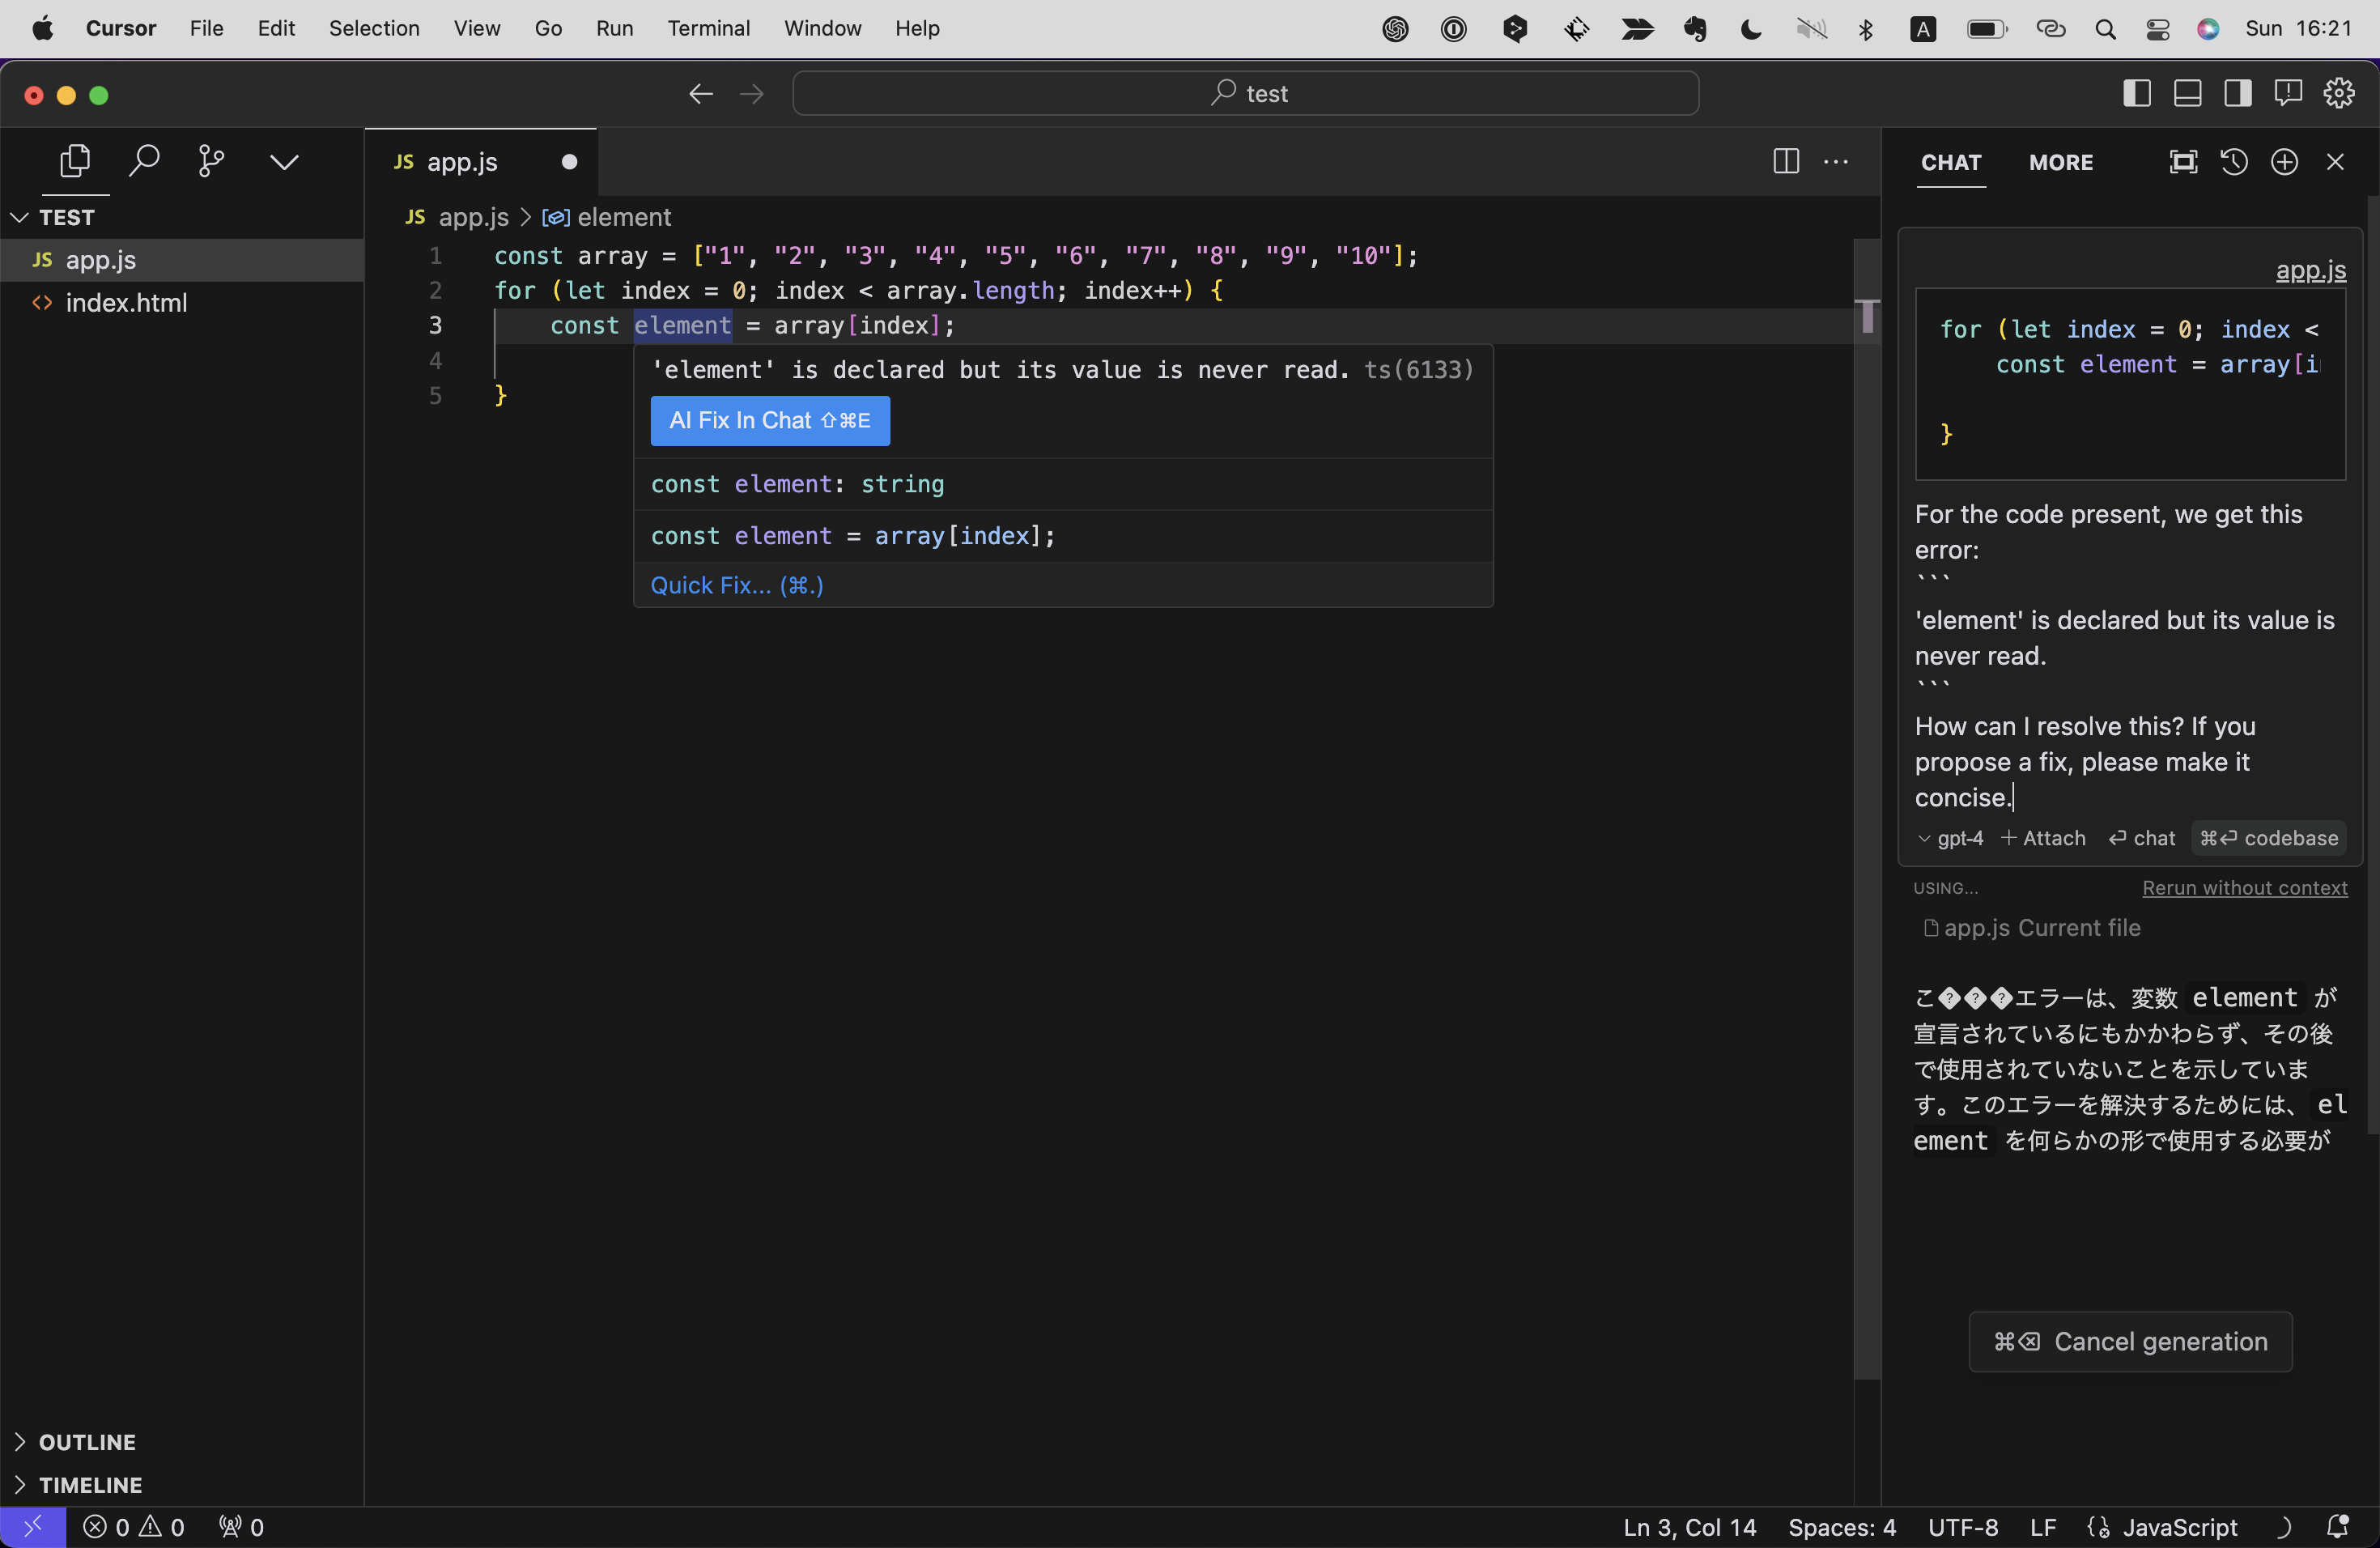 Cursor File Edit Selection View Go Run Terminal Window Help
A
Sun 16:21
test
JS app.js
CHAT MORE
TEST
JS app.js
<> index.html
JS app.js > element
1 const array = ["1", "2", "3", "4", "5", "6", "7", "8", "9", "10"];
2 for (let index = 0; index < array.length; index++) {
3 const element = array[index];
4
5 }
'element' is declared but its value is never read. ts(6133)
AI Fix In Chat ⇧⌘E
const element: string
const element = array[index];
Quick Fix... (⌘.)
app.js
for (let index = 0; index <
const element = array[i
}
For the code present, we get this
error:
```
'element' is declared but its value is
never read.
```
How can I resolve this? If you
propose a fix, please make it
concise.
gpt-4 + Attach ⏎ chat ⌘⏎ codebase
USING... Rerun without context
app.js Current file
こ���エラーは、変数 element が
宣言されているにもかかわらず、その後
で使用されていないことを示していま
す。このエラーを解決するためには、 el
ement を何らかの形で使用する必要が
⌘⌫ Cancel generation
OUTLINE
TIMELINE
0 0 0
Ln 3, Col 14 Spaces: 4 UTF-8 LF JavaScript